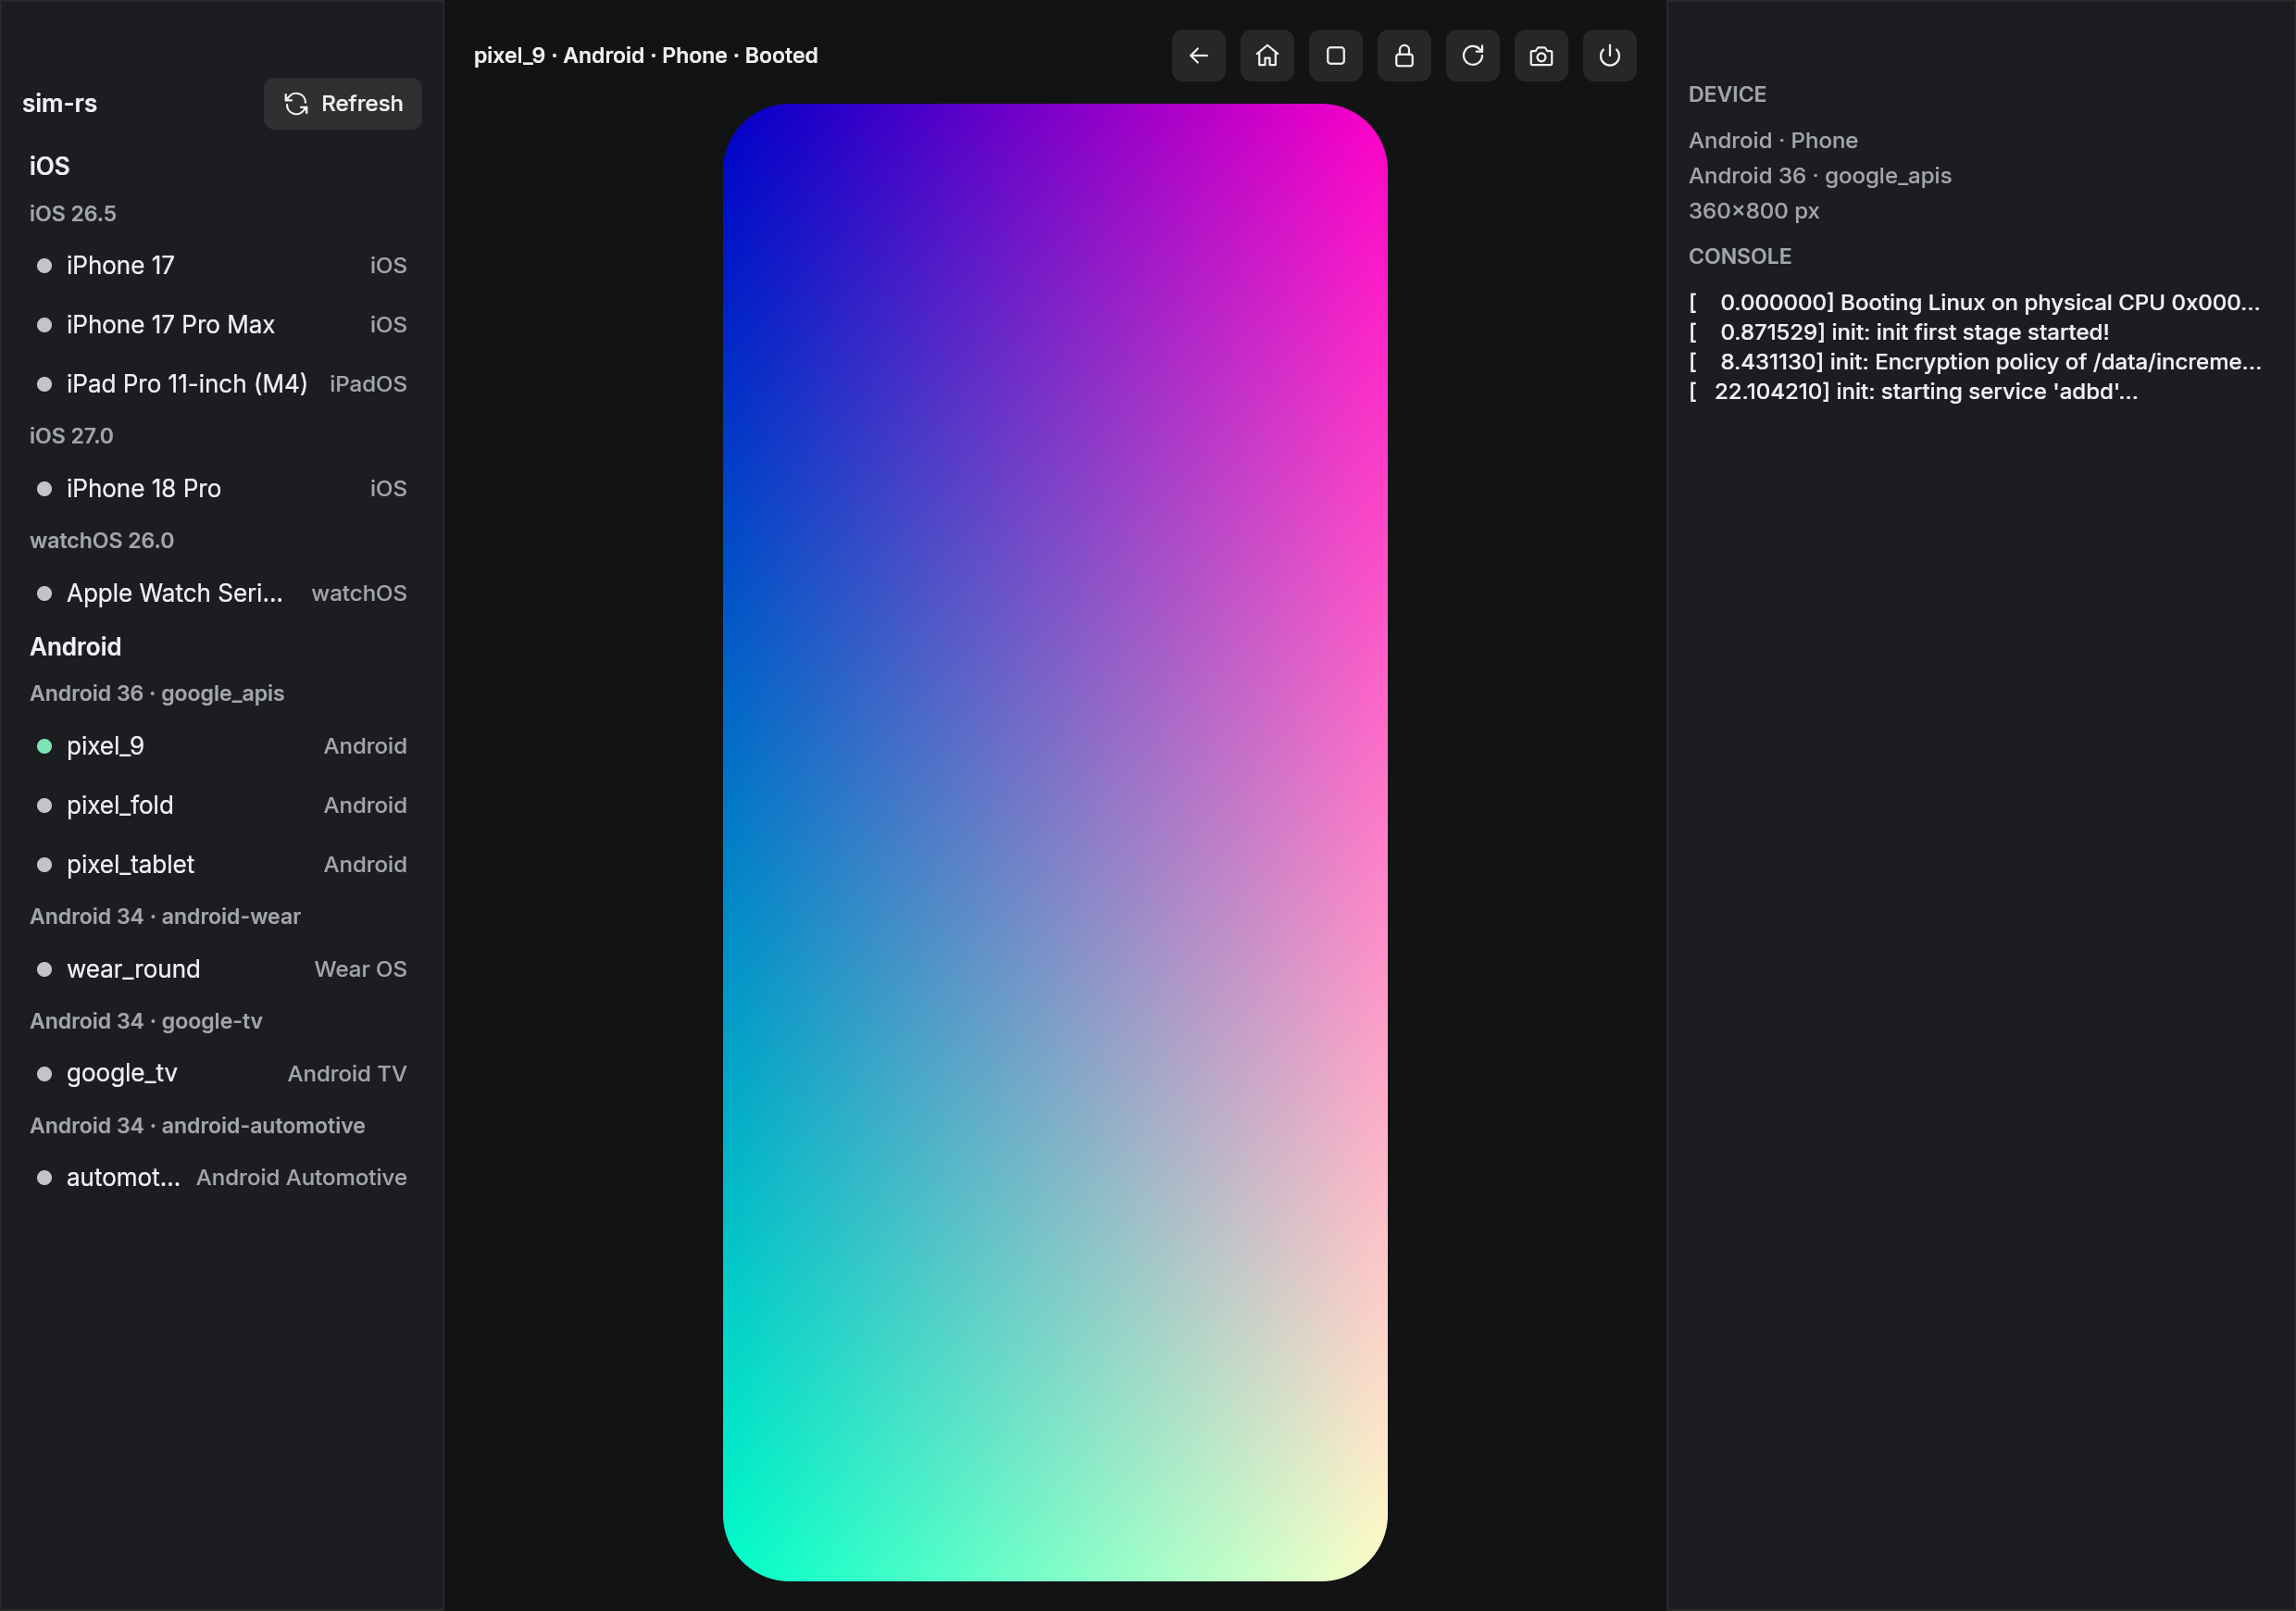 sim-rs
Refresh
iOS
iOS 26.5
iPhone 17 iOS
iPhone 17 Pro Max iOS
iPad Pro 11-inch (M4) iPadOS
iOS 27.0
iPhone 18 Pro iOS
watchOS 26.0
Apple Watch Seri... watchOS
Android
Android 36 · google_apis
pixel_9 Android
pixel_fold Android
pixel_tablet Android
Android 34 · android-wear
wear_round Wear OS
Android 34 · google-tv
google_tv Android TV
Android 34 · android-automotive
automot... Android Automotive
pixel_9 · Android · Phone · Booted
DEVICE
Android · Phone
Android 36 · google_apis
360×800 px
CONSOLE
[    0.000000] Booting Linux on physical CPU 0x000...
[    0.871529] init: init first stage started!
[    8.431130] init: Encryption policy of /data/increme...
[   22.104210] init: starting service 'adbd'...